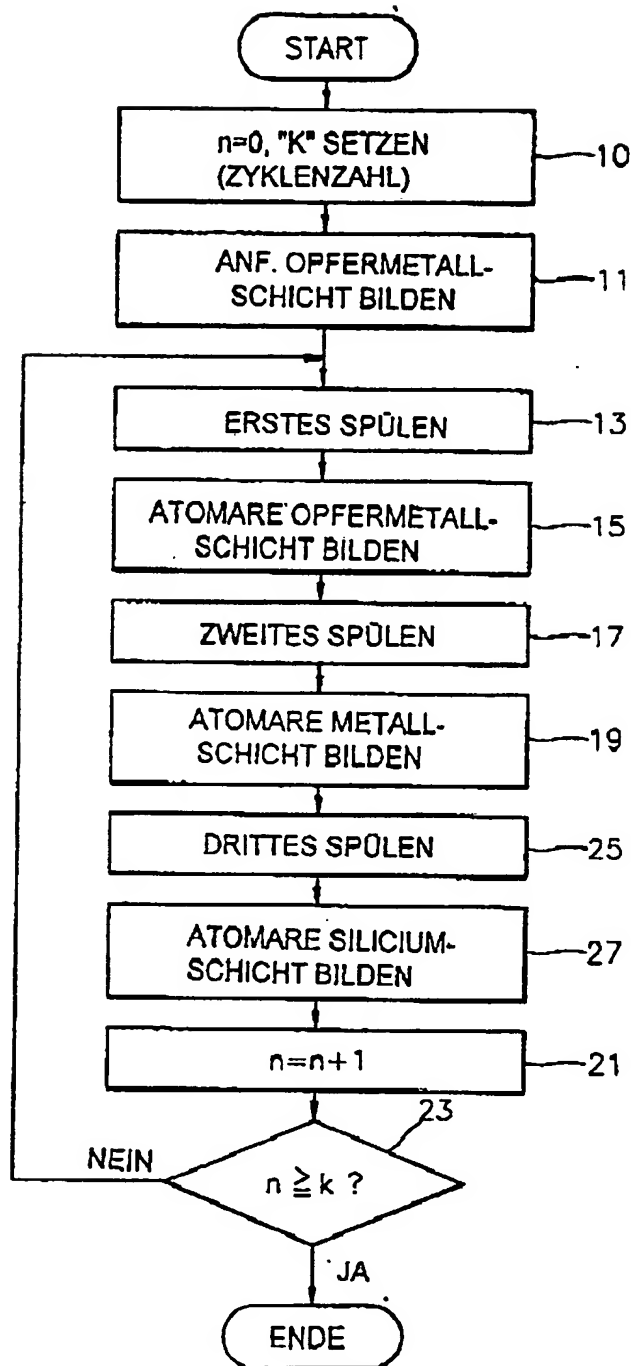 START
n=0, "K" SETZEN
(ZYKLENZAHL)
10
ANF. OPFERMETALL-
SCHICHT BILDEN
11
ERSTES SPÜLEN
13
ATOMARE OPFERMETALL-
SCHICHT BILDEN
15
ZWEITES SPÜLEN
17
ATOMARE METALL-
SCHICHT BILDEN
19
DRITTES SPÜLEN
25
ATOMARE SILICIUM-
SCHICHT BILDEN
27
n=n+1
21
23
NEIN
n ≧ k ?
JA
ENDE